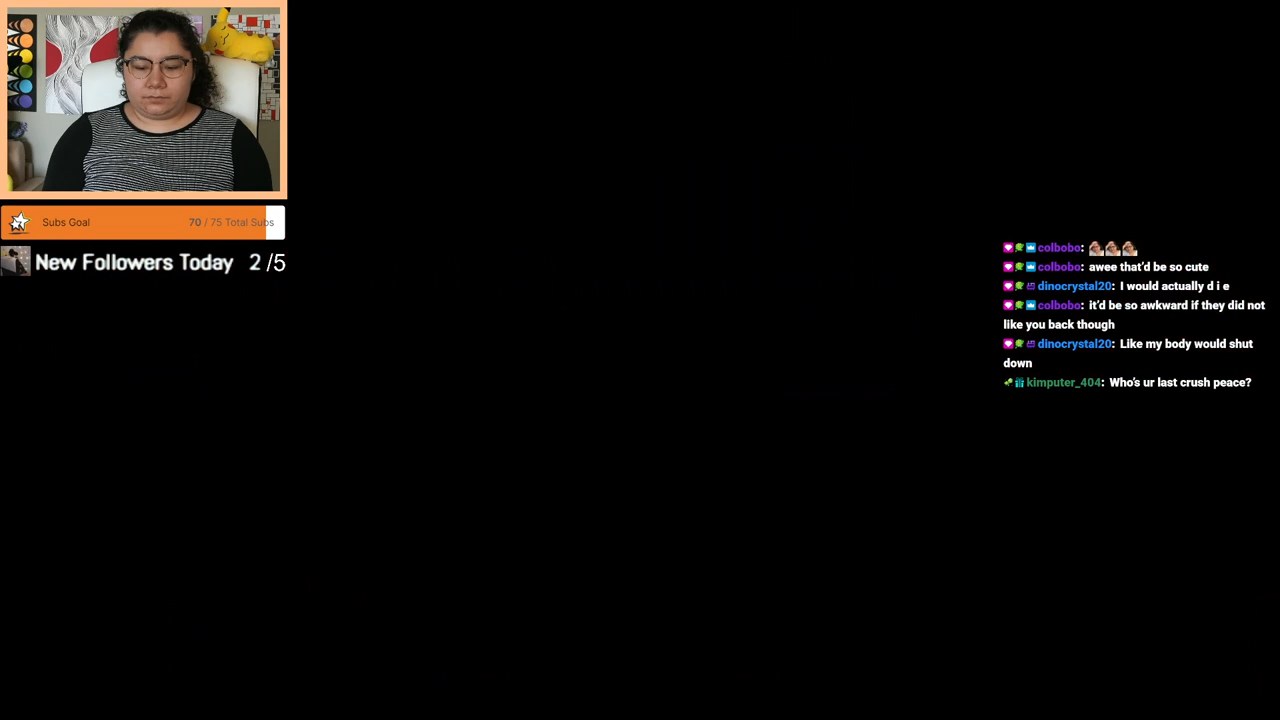 Subs Goal 70 / 75 Total Subs
New Followers Today 2 /5
colbobo:
colbobo: awee that'd be so cute
dinocrystal20: I would actually d i e
colbobo: it'd be so awkward if they did not
like you back though
dinocrystal20: Like my body would shut
down
kimputer_404: Who's ur last crush peace?